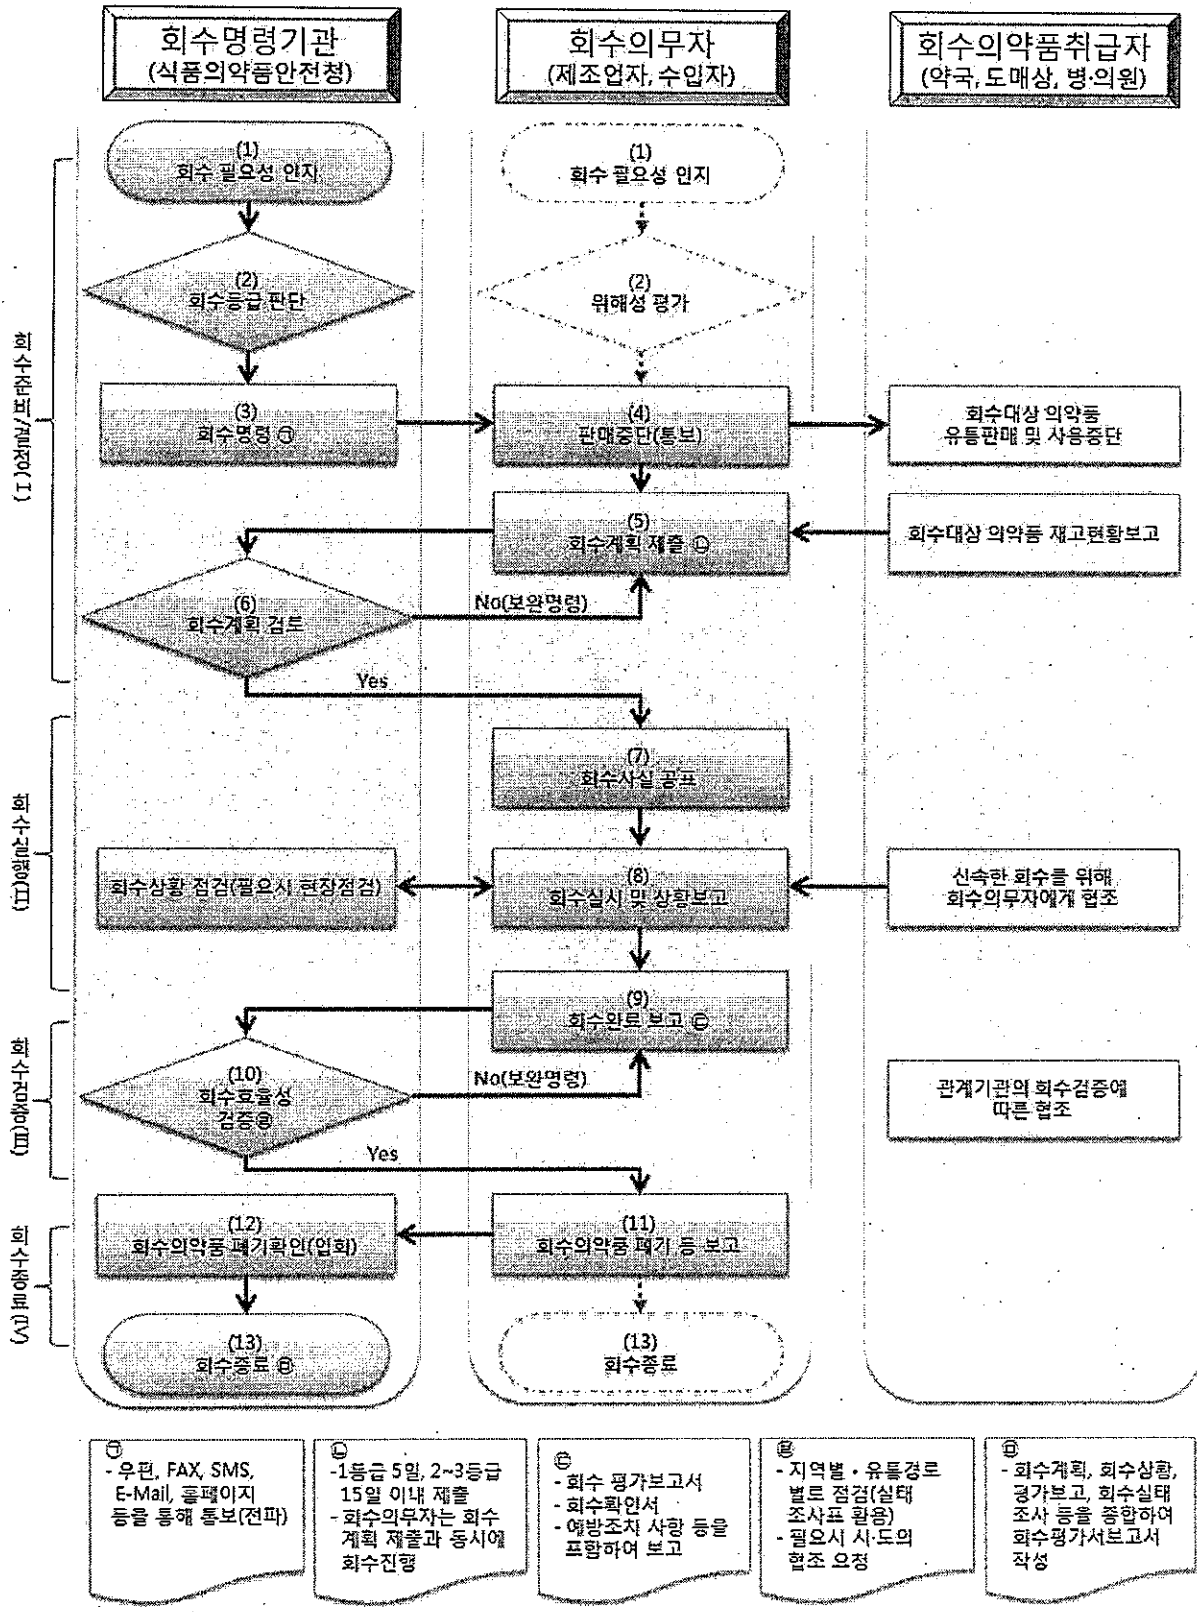 회수명령기관
(식품의약품안전청)
회수의무자
(제조업자, 수입자)
회수의약품취급자
(약국, 도매상, 병·의원)
회수준비/결정(Ⅰ)
(1)
회수 필요성 인지
(1)
회수 필요성 인지
(2)
회수등급 판단
(2)
위해성 평가
(3)
회수명령 ㉠
(4)
판매중단(통보)
회수대상 의약품
유통판매 및 사용중단
(5)
회수계획 제출 ㉡
회수대상 의약품 재고현황보고
(6)
회수계획 검토
No(보완명령)
Yes
회수실행(Ⅱ)
(7)
회수사실 공표
회수상황 점검(필요시 현장점검)
(8)
회수실시 및 상황보고
신속한 회수를 위해
회수의무자에게 협조
(9)
회수완료 보고 ㉢
회수검증(Ⅲ)
(10)
회수효율성
검증㉣
No(보완명령)
관계기관의 회수검증에
따른 협조
Yes
회수종료(Ⅳ)
(12)
회수의약품 폐기확인(입회)
(11)
회수의약품 폐기 등 보고
(13)
회수종료 ㉤
(13)
회수종료
㉠
- 우편, FAX, SMS,
E-Mail, 홈페이지
등을 통해 통보(전파)
㉡
-1등급 5일, 2~3등급
15일 이내 제출
- 회수의무자는 회수
계획 제출과 동시에
회수진행
㉢
- 회수 평가보고서
- 회수확인서
- 예방조치 사항 등을
포함하여 보고
㉣
- 지역별·유통경로
별로 점검(실태
조사표 활용)
- 필요시 시·도의
협조 요청
㉤
- 회수계획, 회수상황,
평가보고, 회수실태
조사 등을 종합하여
회수평가서보고서
작성